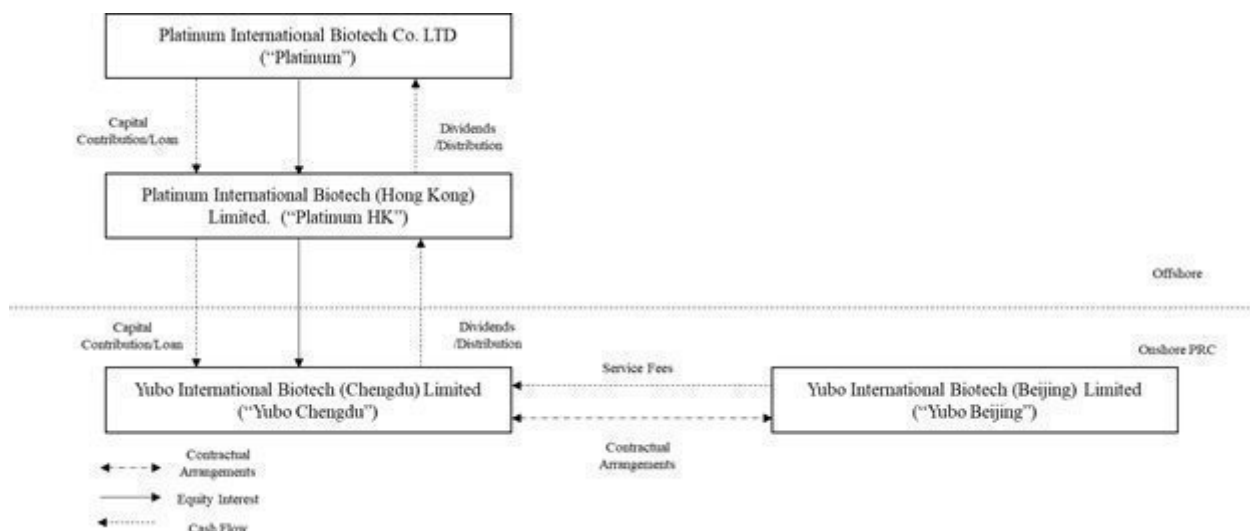 Platinum International Biotech Co. LTD
(“Platinum”)
Capital
Contribution/Loan
Dividends
/Distribution
Platinum International Biotech (Hong Kong)
Limited. (“Platinum HK”)
Offshore
Capital
Contribution/Loan
Dividends
/Distribution
Onshore PRC
Service Fees
Yubo International Biotech (Chengdu) Limited
(“Yubo Chengdu”)
Yubo International Biotech (Beijing) Limited
(“Yubo Beijing”)
Contractual
Arrangements
Contractual
Arrangements
Equity Interest
Cash Flow